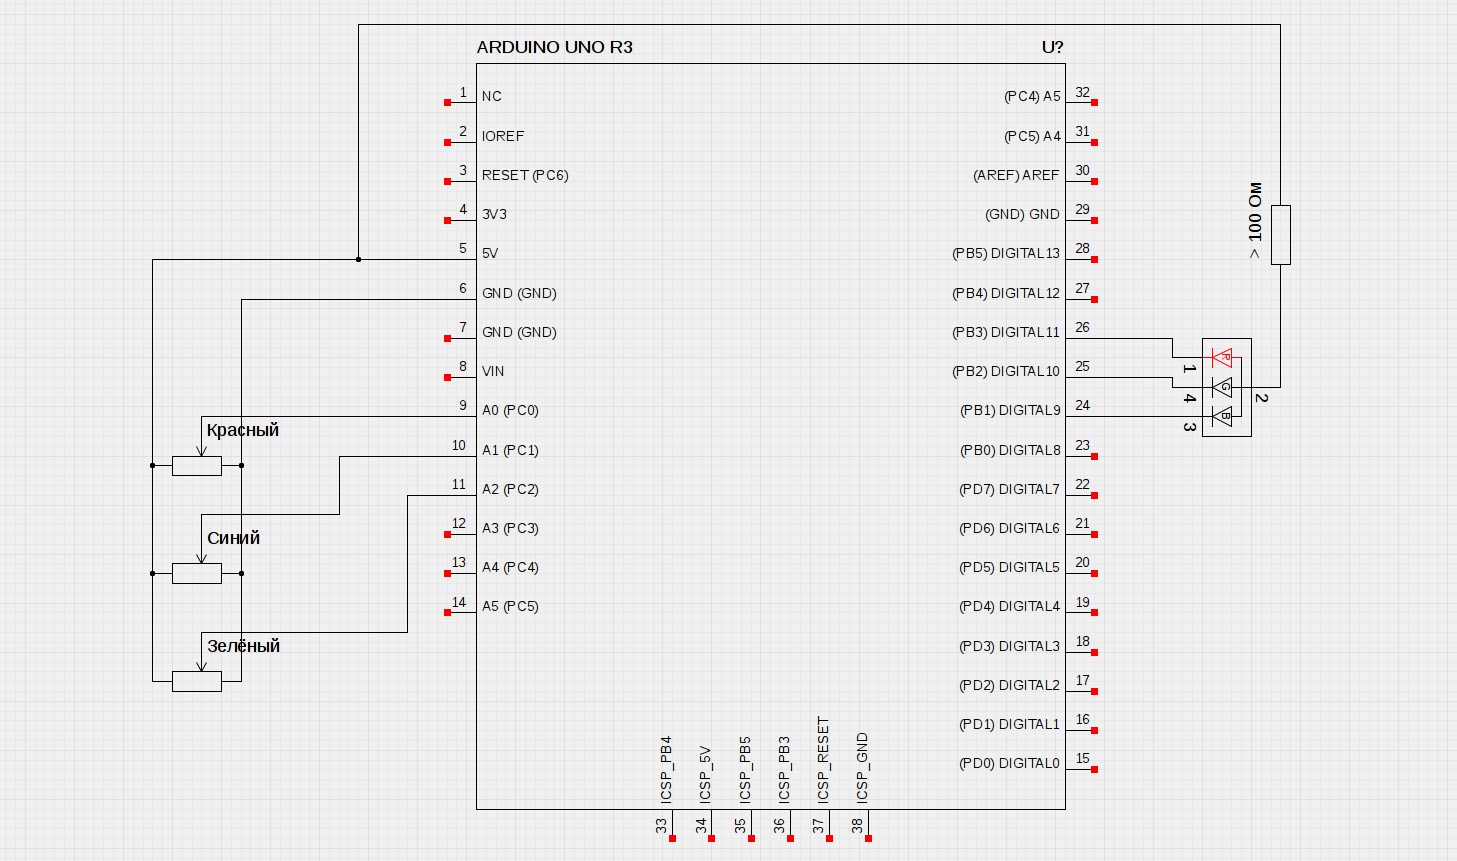 ARDUINO UNO R3
U?
1 NC
2 IOREF
3 RESET (PC6)
4 3V3
5 5V
6 GND (GND)
7 GND (GND)
8 VIN
9 A0 (PC0)
10 A1 (PC1)
11 A2 (PC2)
12 A3 (PC3)
13 A4 (PC4)
14 A5 (PC5)
Красный
Синий
Зелёный
(PC4) A5 32
(PC5) A4 31
(AREF) AREF 30
(GND) GND 29
(PB5) DIGITAL13 28
(PB4) DIGITAL12 27
(PB3) DIGITAL11 26
(PB2) DIGITAL10 25
(PB1) DIGITAL9 24
(PB0) DIGITAL8 23
(PD7) DIGITAL7 22
(PD6) DIGITAL6 21
(PD5) DIGITAL5 20
(PD4) DIGITAL4 19
(PD3) DIGITAL3 18
(PD2) DIGITAL2 17
(PD1) DIGITAL1 16
(PD0) DIGITAL0 15
33 ICSP_PB4
34 ICSP_5V
35 ICSP_PB5
36 ICSP_PB3
37 ICSP_RESET
38 ICSP_GND
< 100 Ом
1
4
3
R
G
B
2